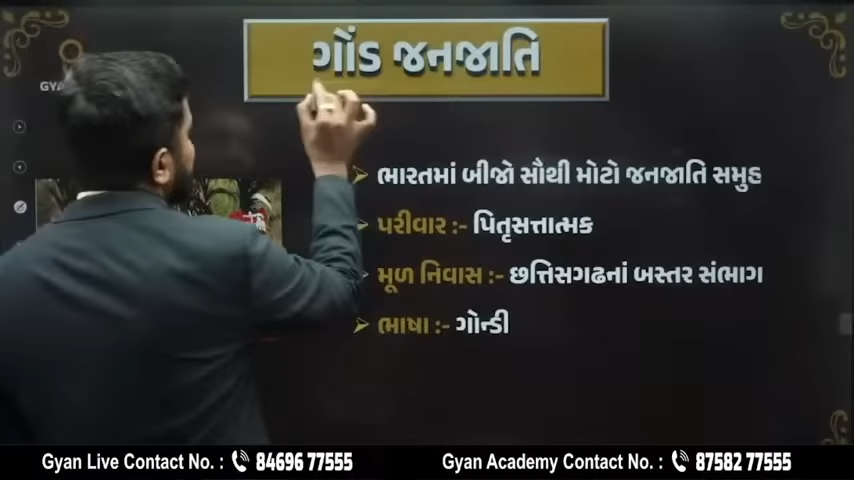 ગોંડ જનજાતિ
GYA
ભારતમાં બીજો સૌથી મોટો જનજાતિ સમુહ
પરીવાર :- પિતૃસત્તાત્મક
મૂળ નિવાસ :- છત્તિસગઢનાં બસ્તર સંભાગ
ભાષા :- ગોન્ડી
Gyan Live Contact No. : 84696 77555
Gyan Academy Contact No. : 87582 77555